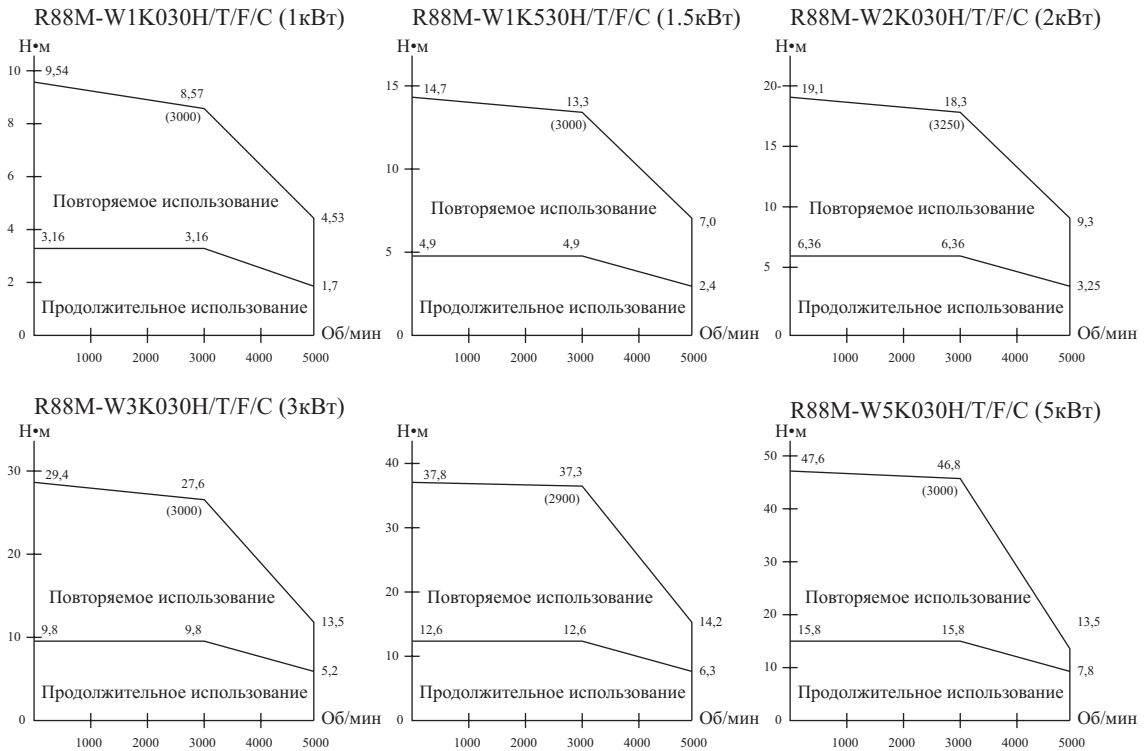 R88M-W1K030H/T/F/C (1кВт)
Н•м
10
9,54
8,57
(3000)
8
6
Повторяемое использование
4,53
4
3,16
3,16
2
1,7
Продолжительное использование
0
Об/мин
1000 2000 3000 4000 5000
R88M-W1K530H/T/F/C (1.5кВт)
Н•м
15
14,7
13,3
(3000)
10
Повторяемое использование
7,0
5
4,9
4,9
2,4
Продолжительное использование
0
Об/мин
1000 2000 3000 4000 5000
R88M-W2K030H/T/F/C (2кВт)
Н•м
20
19,1
18,3
(3250)
15
10
Повторяемое использование
9,3
6,36
6,36
5
3,25
Продолжительное использование
0
Об/мин
1000 2000 3000 4000 5000
R88M-W3K030H/T/F/C (3кВт)
Н•м
30
29,4
27,6
(3000)
20
Повторяемое использование
13,5
10
9,8
9,8
5,2
Продолжительное использование
0
Об/мин
1000 2000 3000 4000 5000
Н•м
40
37,8
37,3
(2900)
30
20
Повторяемое использование
14,2
12,6
12,6
10
6,3
Продолжительное использование
0
Об/мин
1000 2000 3000 4000 5000
R88M-W5K030H/T/F/C (5кВт)
Н•м
50
47,6
46,8
(3000)
40
30
Повторяемое использование
20
15,8
15,8
13,5
10
7,8
Продолжительное использование
0
Об/мин
1000 2000 3000 4000 5000